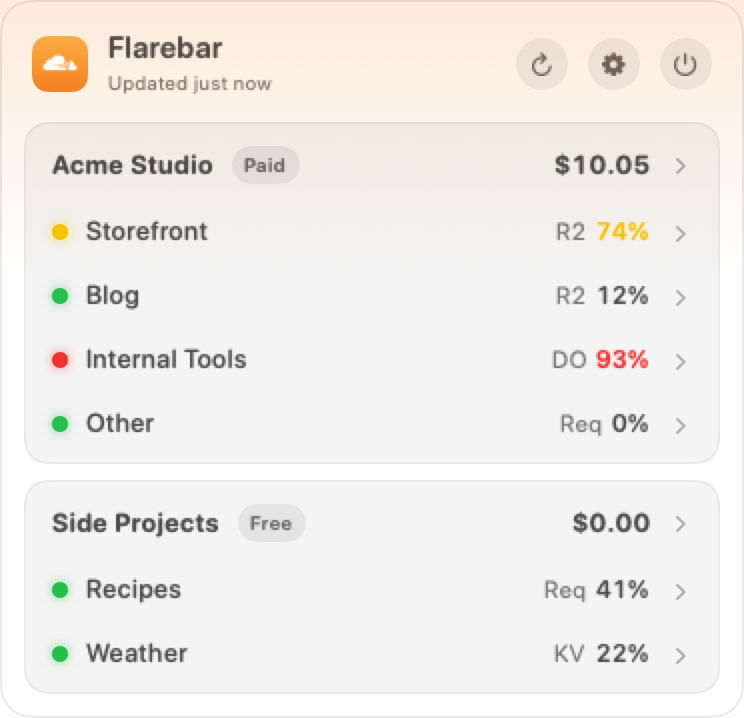 Flarebar
Updated just now
Acme Studio Paid $10.05
Storefront R2 74%
Blog R2 12%
Internal Tools DO 93%
Other Req 0%
Side Projects Free $0.00
Recipes Req 41%
Weather KV 22%